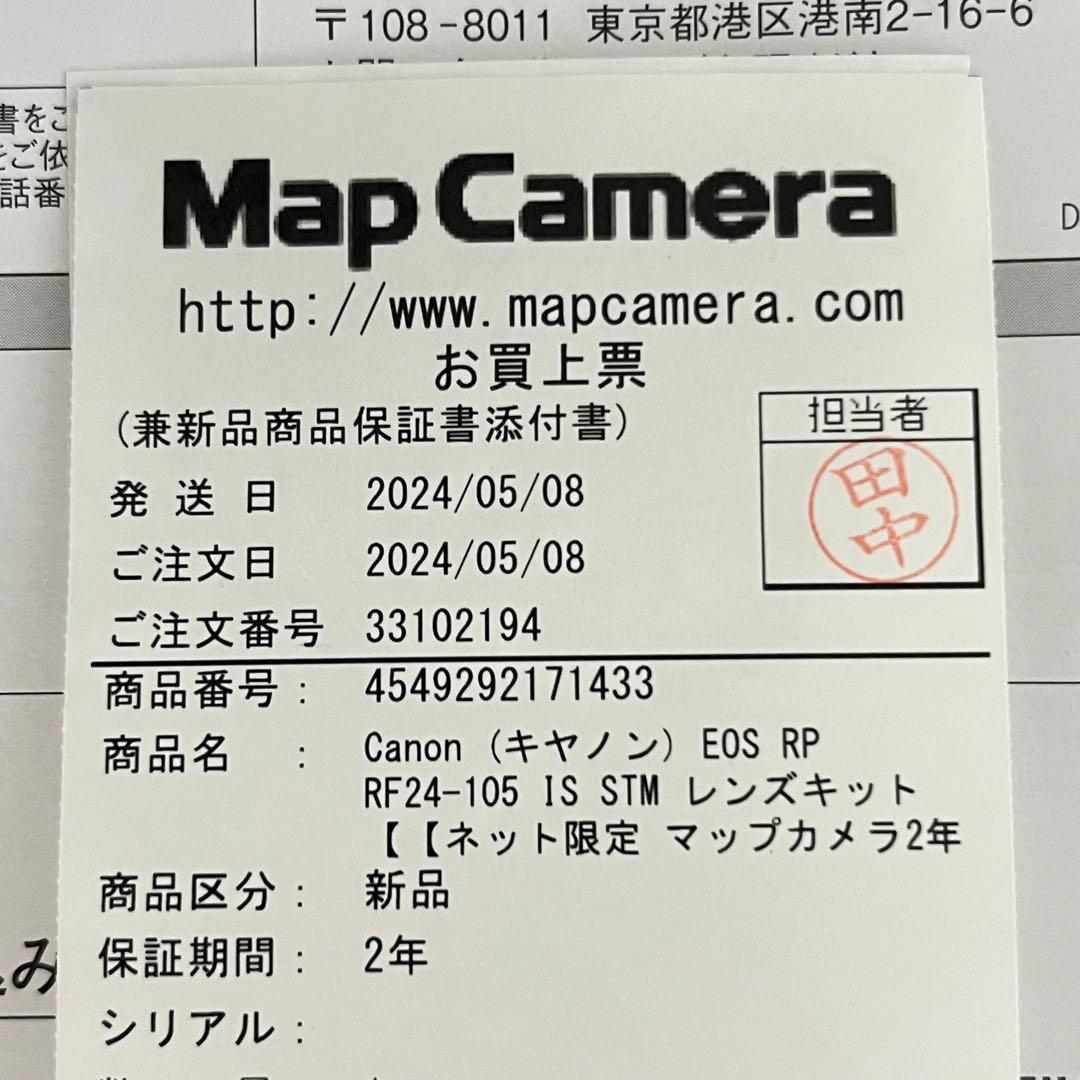 〒108-8011 東京都港区港南2-16-6
書をご
をご依
話番
D
Map Camera
http://www.mapcamera.com
お買上票
(兼新品商品保証書添付書)
担当者
田中
発 送 日 2024/05/08
ご注文日 2024/05/08
ご注文番号 33102194
商品番号: 4549292171433
商品名 : Canon (キヤノン) EOS RP
RF24-105 IS STM レンズキット
【【ネット限定 マップカメラ2年
商品区分: 新品
保証期間: 2年
み
シリアル: